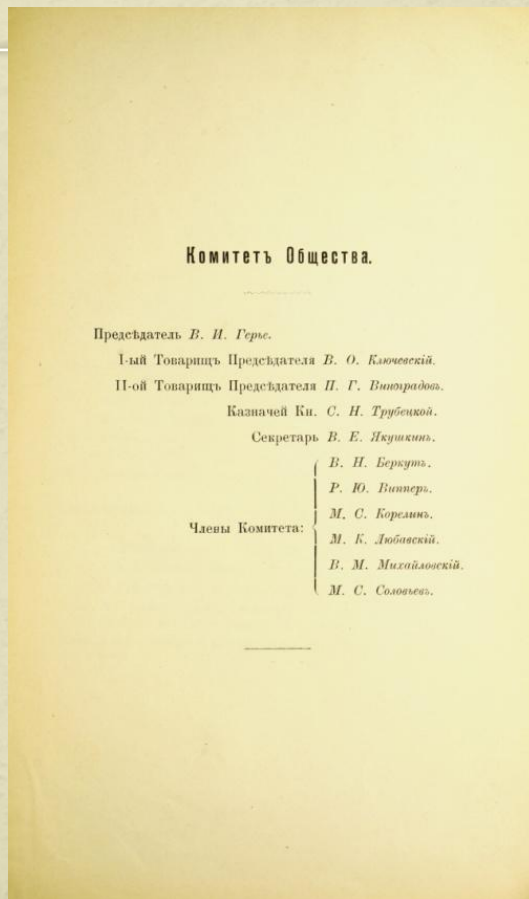 Комитетъ Общества.
Предсѣдатель В. И. Герье.
I-ый Товарищъ Предсѣдателя В. О. Ключевскій.
II-ой Товарищъ Предсѣдателя П. Г. Виноградовъ.
Казначей Кн. С. Н. Трубецкой.
Секретарь В. Е. Якушкинъ.
Члены Комитета:
В. Н. Беркутъ.
Р. Ю. Випперъ.
М. С. Корелинъ.
М. К. Любавскій.
В. М. Михайловскій.
М. С. Соловьевъ.